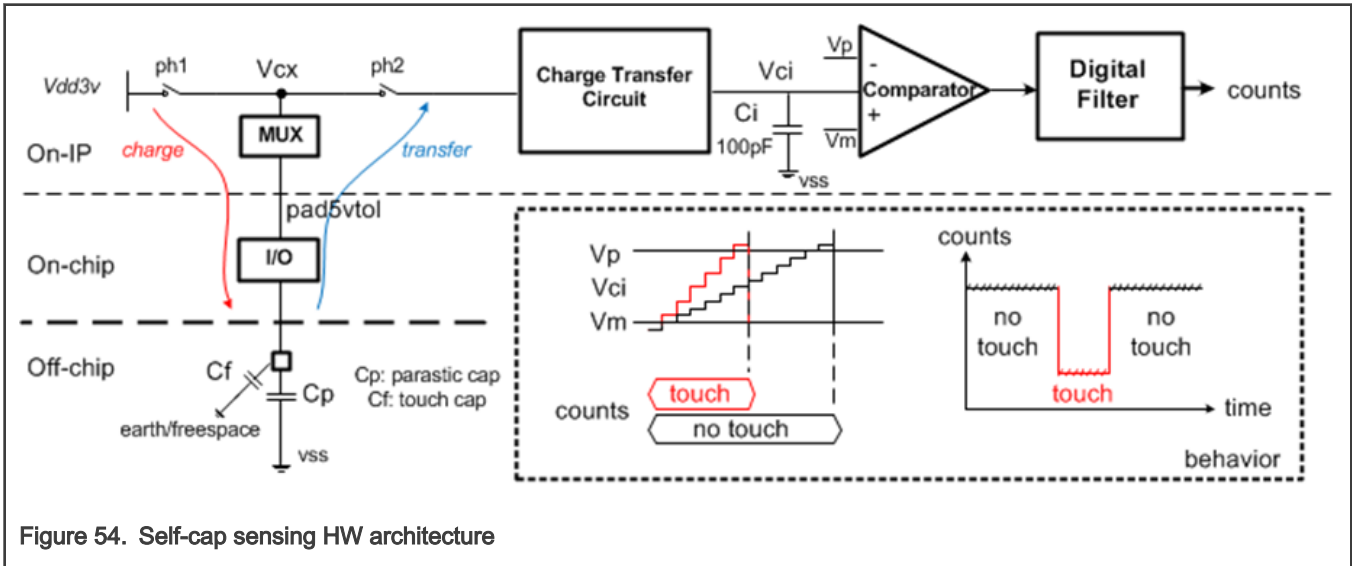 ph1
Vcx
ph2
Vdd3v
Charge Transfer
Circuit
Vci
Vp
-
Comparator
+
Vm
Ci
100pF
vss
Digital
Filter
counts
MUX
On-IP
charge
transfer
pad5vtol
On-chip
I/O
Off-chip
Cf
Cp
Cp: parastic cap
Cf: touch cap
earth/freespace
vss
Vp
Vci
Vm
counts
touch
no touch
counts
no
touch
touch
no
touch
time
behavior
Figure 54. Self-cap sensing HW architecture